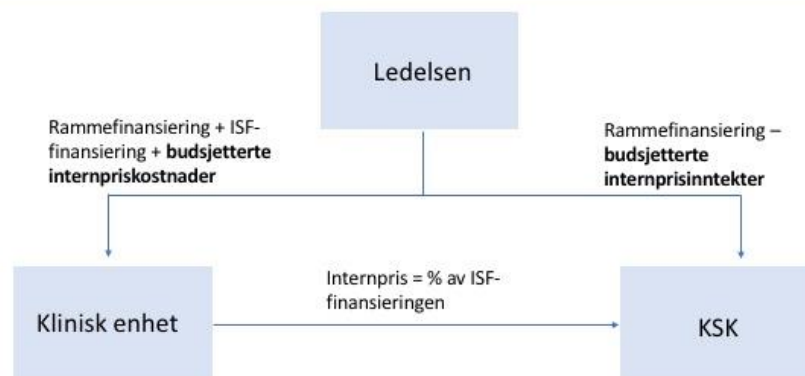 Ledelsen
Rammefinansiering + ISF-
finansiering + budsjetterte
internpriskostnader
Rammefinansiering –
budsjetterte
internprisinntekter
Klinisk enhet
Internpris = % av ISF-
finansieringen
KSK